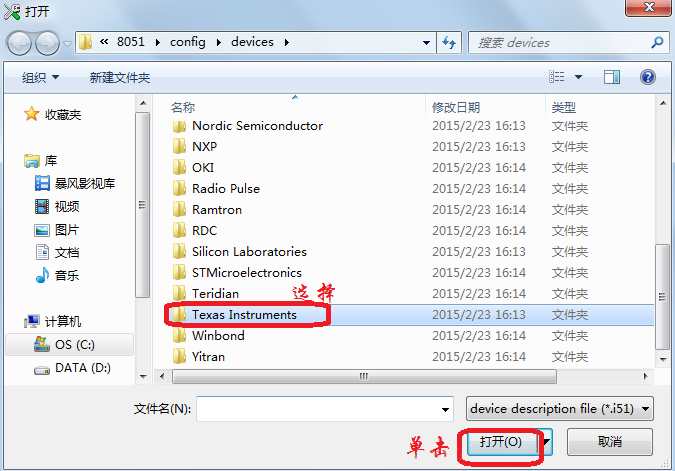 打开
8051 config devices
搜索 devices
组织 新建文件夹
名称 修改日期 类型
收藏夹
库
暴风影视库
视频
图片
文档
音乐
计算机
OS (C:)
DATA (D:)
Nordic Semiconductor 2015/2/23 16:13 文件夹
NXP 2015/2/23 16:13 文件夹
OKI 2015/2/23 16:14 文件夹
Radio Pulse 2015/2/23 16:14 文件夹
Ramtron 2015/2/23 16:14 文件夹
RDC 2015/2/23 16:14 文件夹
Silicon Laboratories 2015/2/23 16:13 文件夹
STMicroelectronics 2015/2/23 16:14 文件夹
Teridian 2015/2/23 16:14 文件夹
选择
Texas Instruments 2015/2/23 16:13 文件夹
Winbond 2015/2/23 16:14 文件夹
Yitran 2015/2/23 16:14 文件夹
文件名(N): device description file (*.i51)
单击 打开(O) 取消